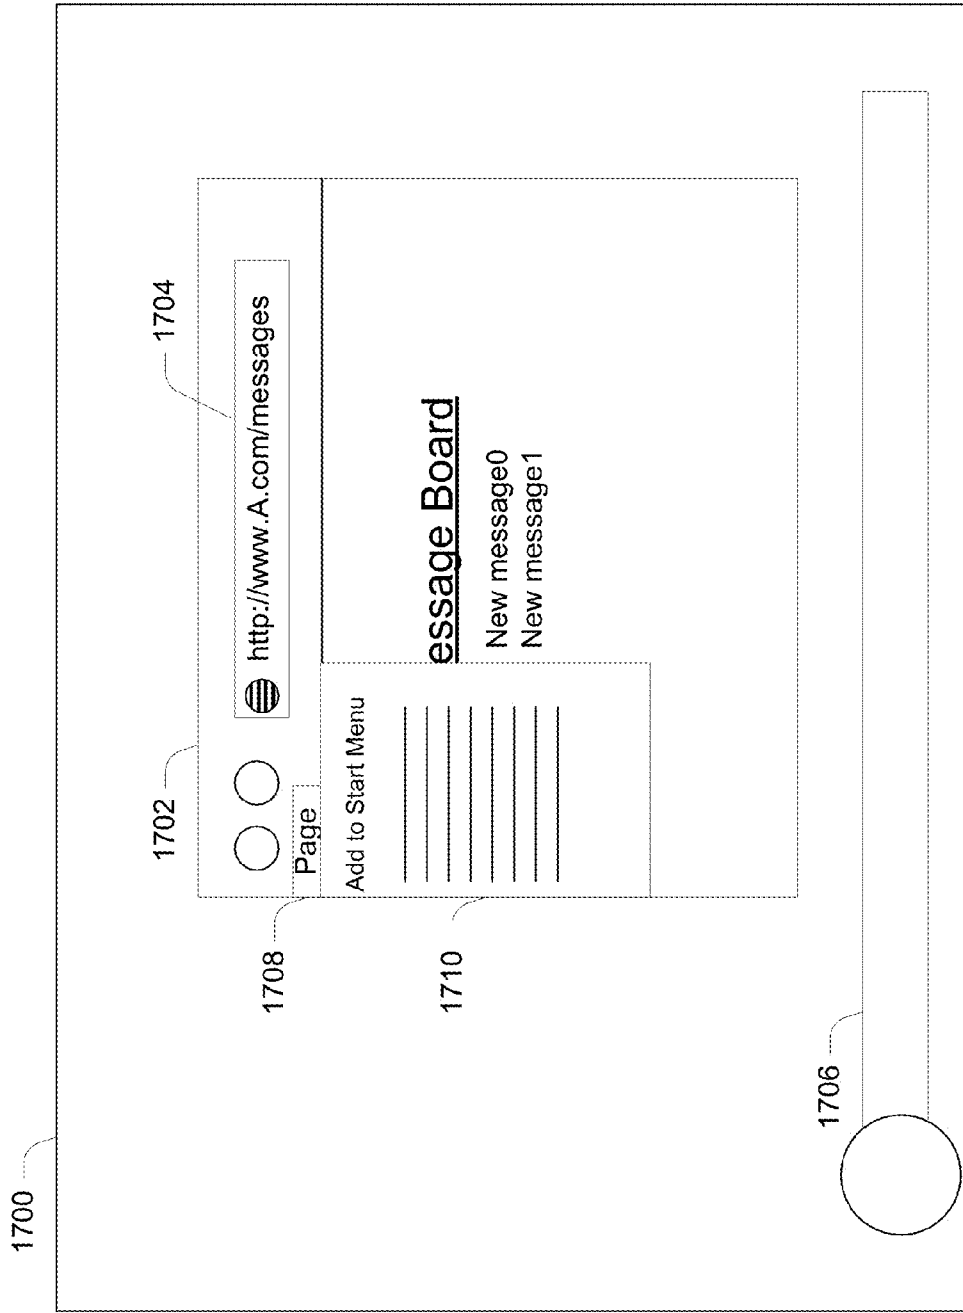 1700
1702
1704
http://www.A.com/messages
1708
Page
Add to Start Menu
essage Board
New message0
New message1
1710
1706